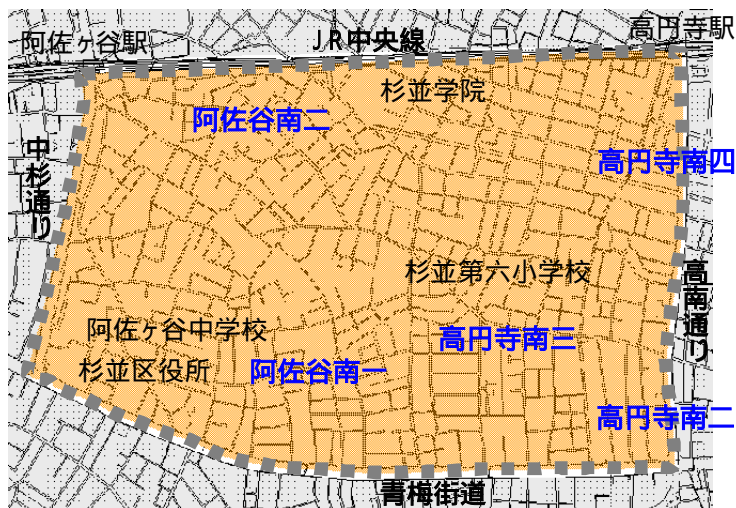 阿佐ヶ谷駅
JR中央線
高円寺駅
杉並学院
阿佐谷南二
中杉通り
高円寺南四
杉並第六小学校
高南通り
阿佐ヶ谷中学校
高円寺南三
杉並区役所
阿佐谷南一
高円寺南二
青梅街道